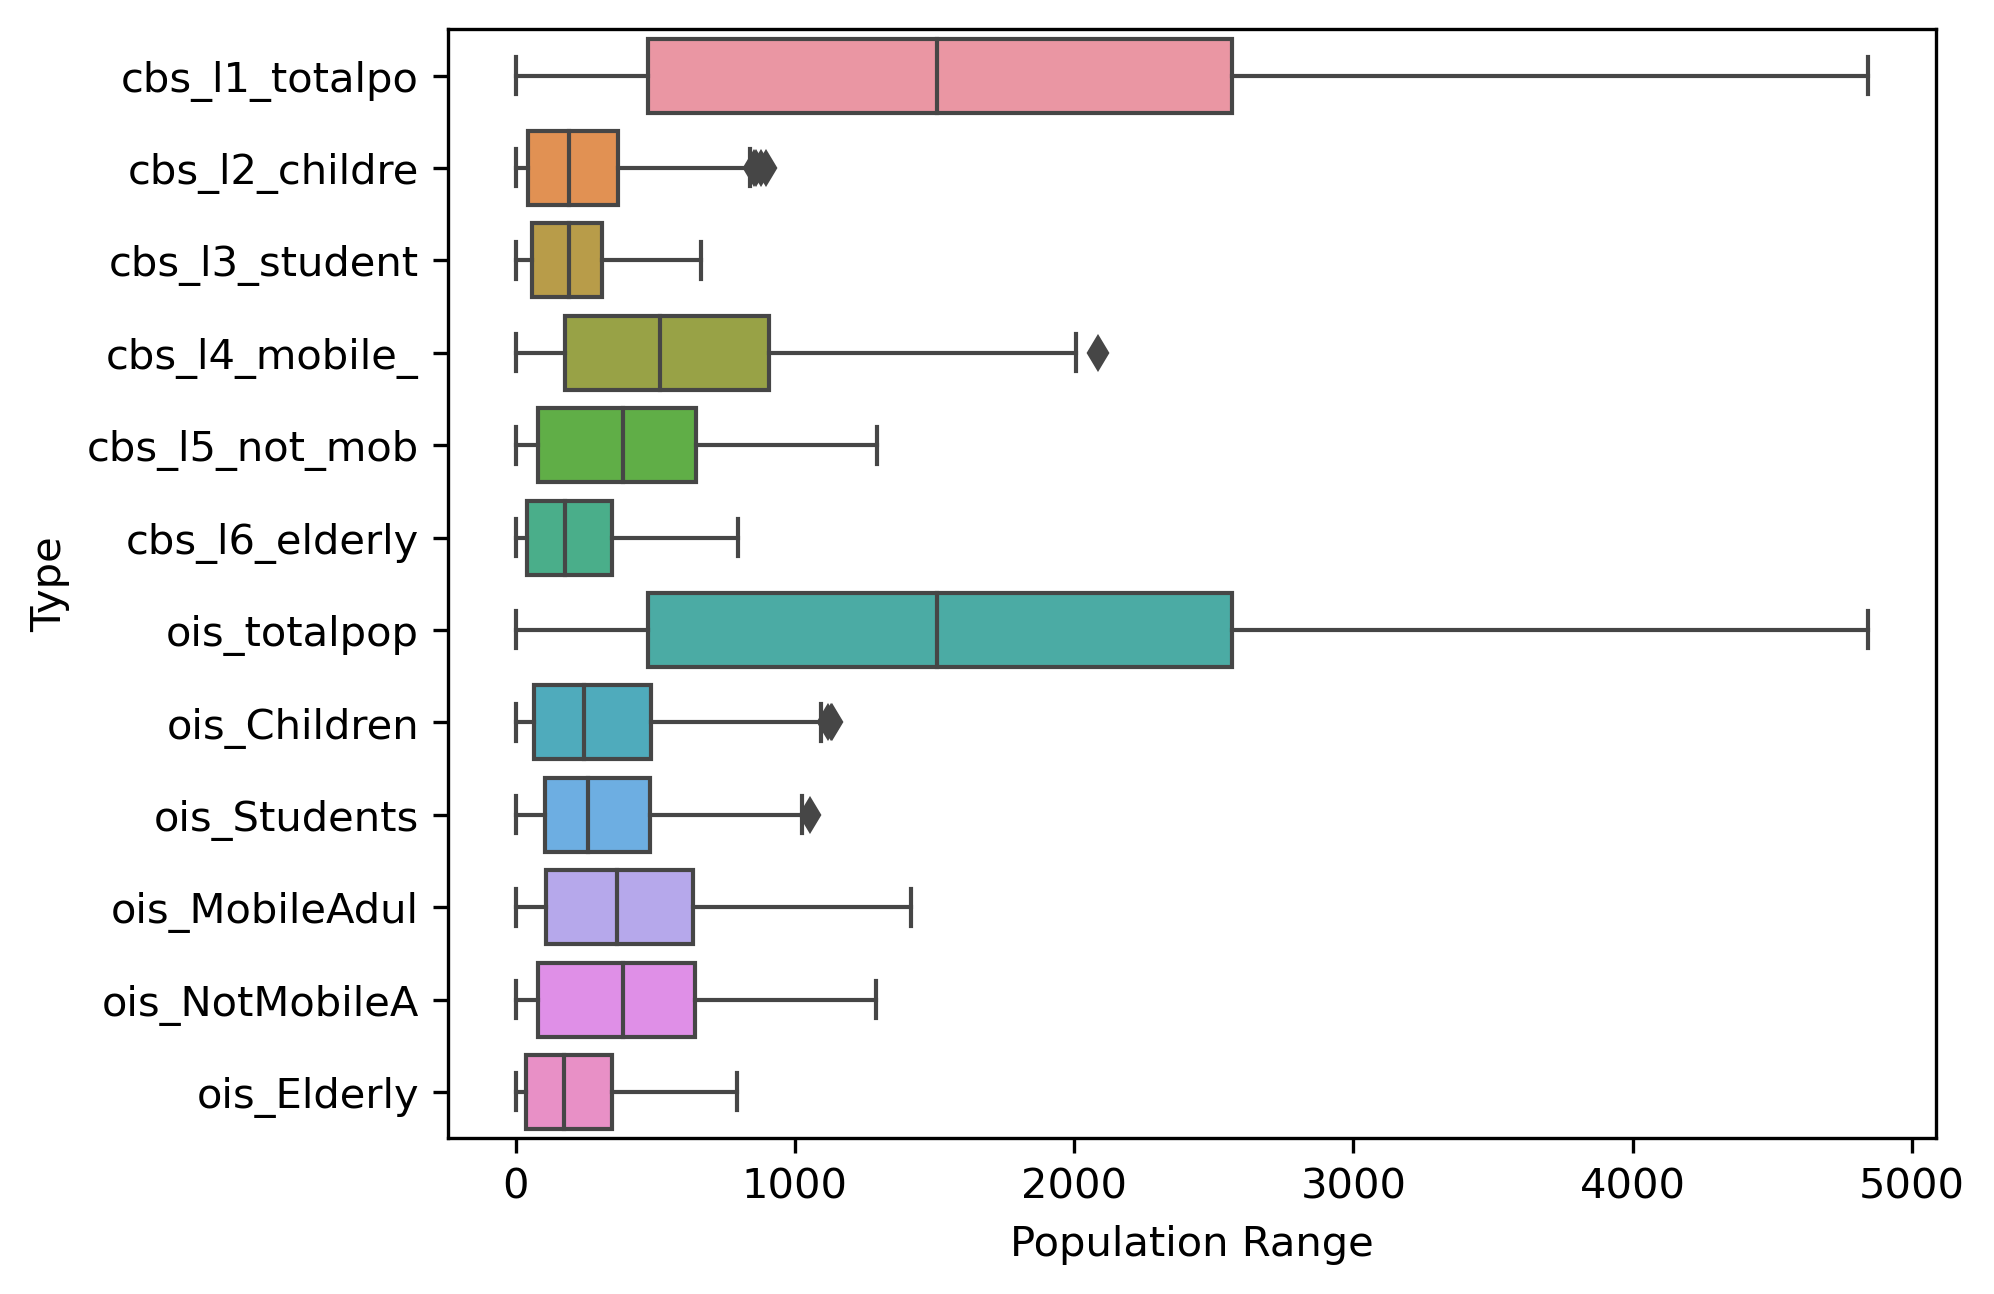 cbs_l1_totalpo
cbs_l2_childre
cbs_l3_student
cbs_l4_mobile_
cbs_l5_not_mob
cbs_l6_elderly
ois_totalpop
ois_Children
ois_Students
ois_MobileAdul
ois_NotMobileA
ois_Elderly
Type
0 1000 2000 3000 4000 5000
Population Range